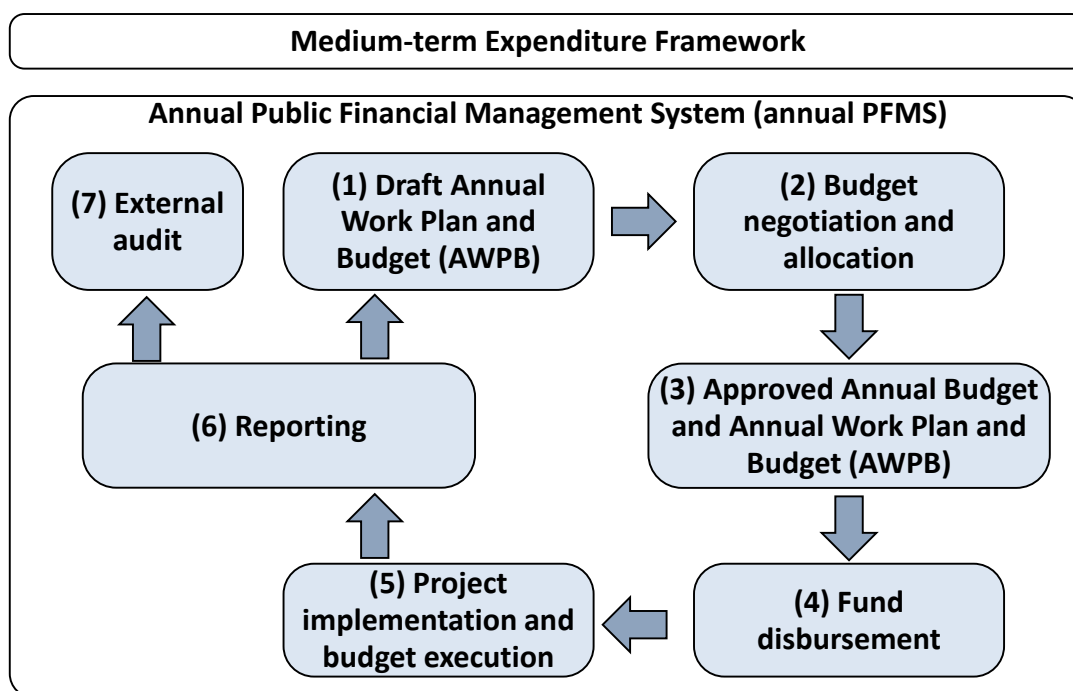 Medium-term Expenditure Framework
Annual Public Financial Management System (annual PFMS)
(7) External
audit
(1) Draft Annual
Work Plan and
Budget (AWPB)
(2) Budget
negotiation and
allocation
(6) Reporting
(3) Approved Annual Budget
and Annual Work Plan and
Budget (AWPB)
(5) Project
implementation and
budget execution
(4) Fund
disbursement